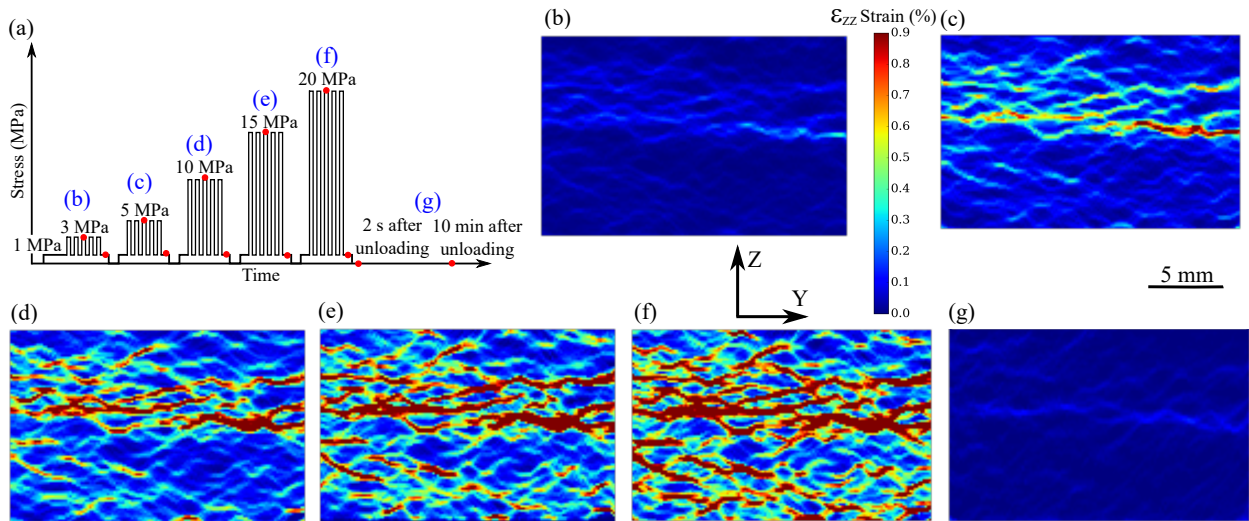 (a)
Stress (MPa)
1 MPa
(b)
3 MPa
(c)
5 MPa
(d)
10 MPa
(e)
15 MPa
(f)
20 MPa
(g)
2 s after
unloading
10 min after
unloading
Time
(b)
εZZ Strain (%)
0.9
0.8
0.7
0.6
0.5
0.4
0.3
0.2
0.1
0.0
(c)
Z
Y
5 mm
(d)
(e)
(f)
(g)